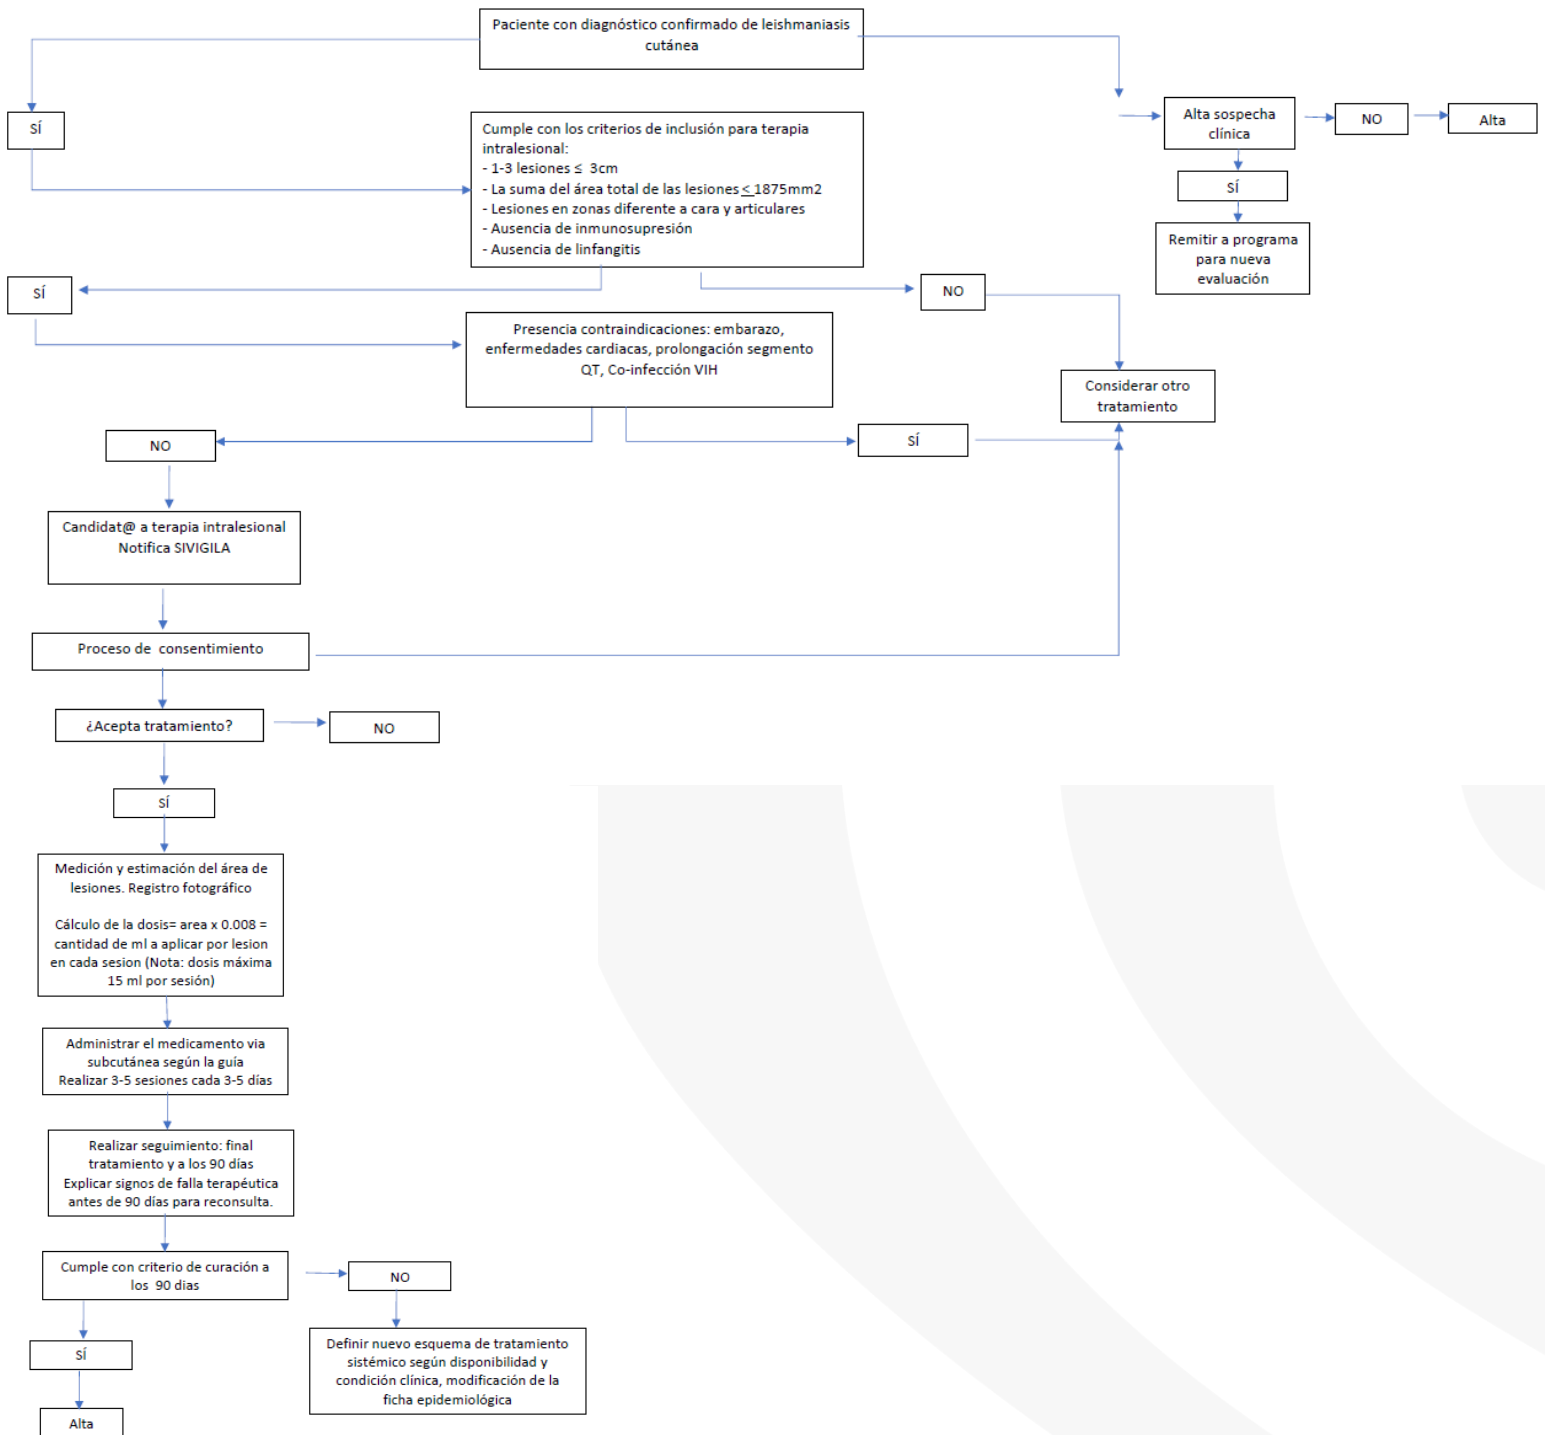 Paciente con diagnóstico confirmado de leishmaniasis
cutánea
SÍ
Alta sospecha
clínica
NO
Alta
SÍ
Remitir a programa
para nueva
evaluación
Cumple con los criterios de inclusión para terapia
intralesional:
- 1-3 lesiones ≤ 3cm
- La suma del área total de las lesiones < 1875mm2
- Lesiones en zonas diferente a cara y articulares
- Ausencia de inmunosupresión
- Ausencia de linfangitis
SÍ
NO
Presencia contraindicaciones: embarazo,
enfermedades cardiacas, prolongación segmento
QT, Co-infección VIH
Considerar otro
tratamiento
NO
SÍ
Candidat@ a terapia intralesional
Notifica SIVIGILA
Proceso de consentimiento
¿Acepta tratamiento?
NO
SÍ
Medición y estimación del área de
lesiones. Registro fotográfico
Cálculo de la dosis= area x 0.008 =
cantidad de ml a aplicar por lesion
en cada sesion (Nota: dosis máxima
15 ml por sesión)
Administrar el medicamento via
subcutánea según la guía
Realizar 3-5 sesiones cada 3-5 días
Realizar seguimiento: final
tratamiento y a los 90 días
Explicar signos de falla terapéutica
antes de 90 días para reconsulta.
Cumple con criterio de curación a
los 90 dias
NO
SÍ
Definir nuevo esquema de tratamiento
sistémico según disponibilidad y
condición clínica, modificación de la
ficha epidemiológica
Alta